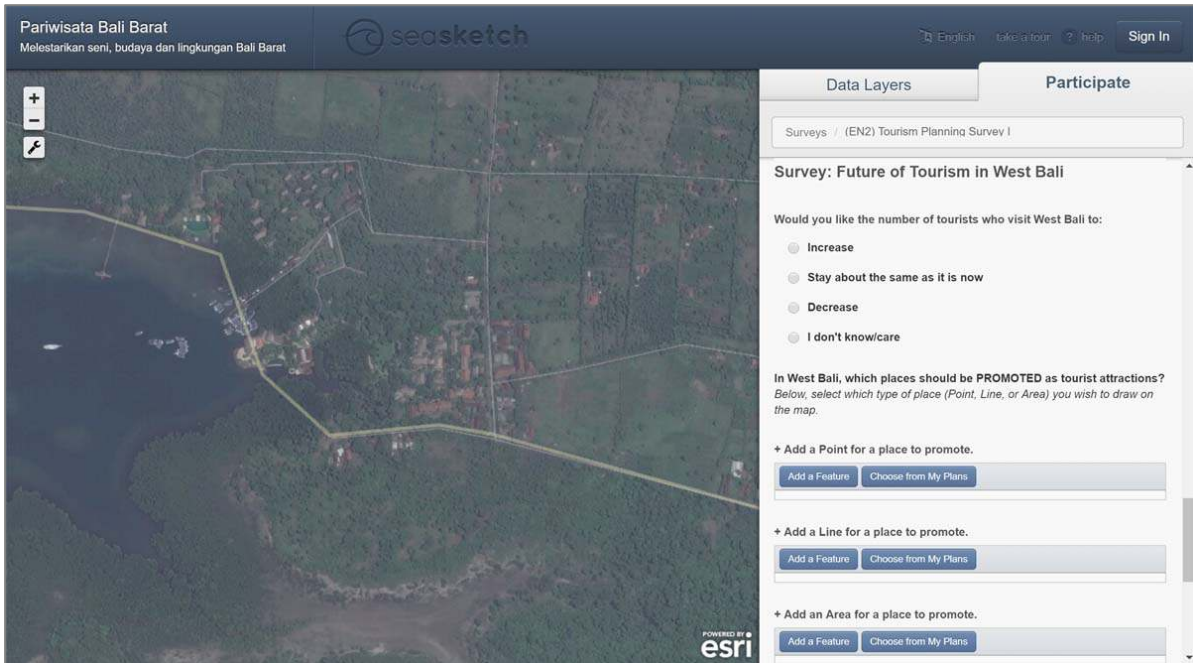 Pariwisata Bali Barat
Melestarikan seni, budaya dan lingkungan Bali Barat
seasketch
English take a tour ? help Sign In
+
−
Data Layers
Participate
Surveys / (EN2) Tourism Planning Survey I
Survey: Future of Tourism in West Bali
Would you like the number of tourists who visit West Bali to:
Increase
Stay about the same as it is now
Decrease
I don't know/care
In West Bali, which places should be PROMOTED as tourist attractions?
Below, select which type of place (Point, Line, or Area) you wish to draw on
the map.
+ Add a Point for a place to promote.
Add a Feature Choose from My Plans
+ Add a Line for a place to promote.
Add a Feature Choose from My Plans
+ Add an Area for a place to promote.
Add a Feature Choose from My Plans
POWERED BY
esri